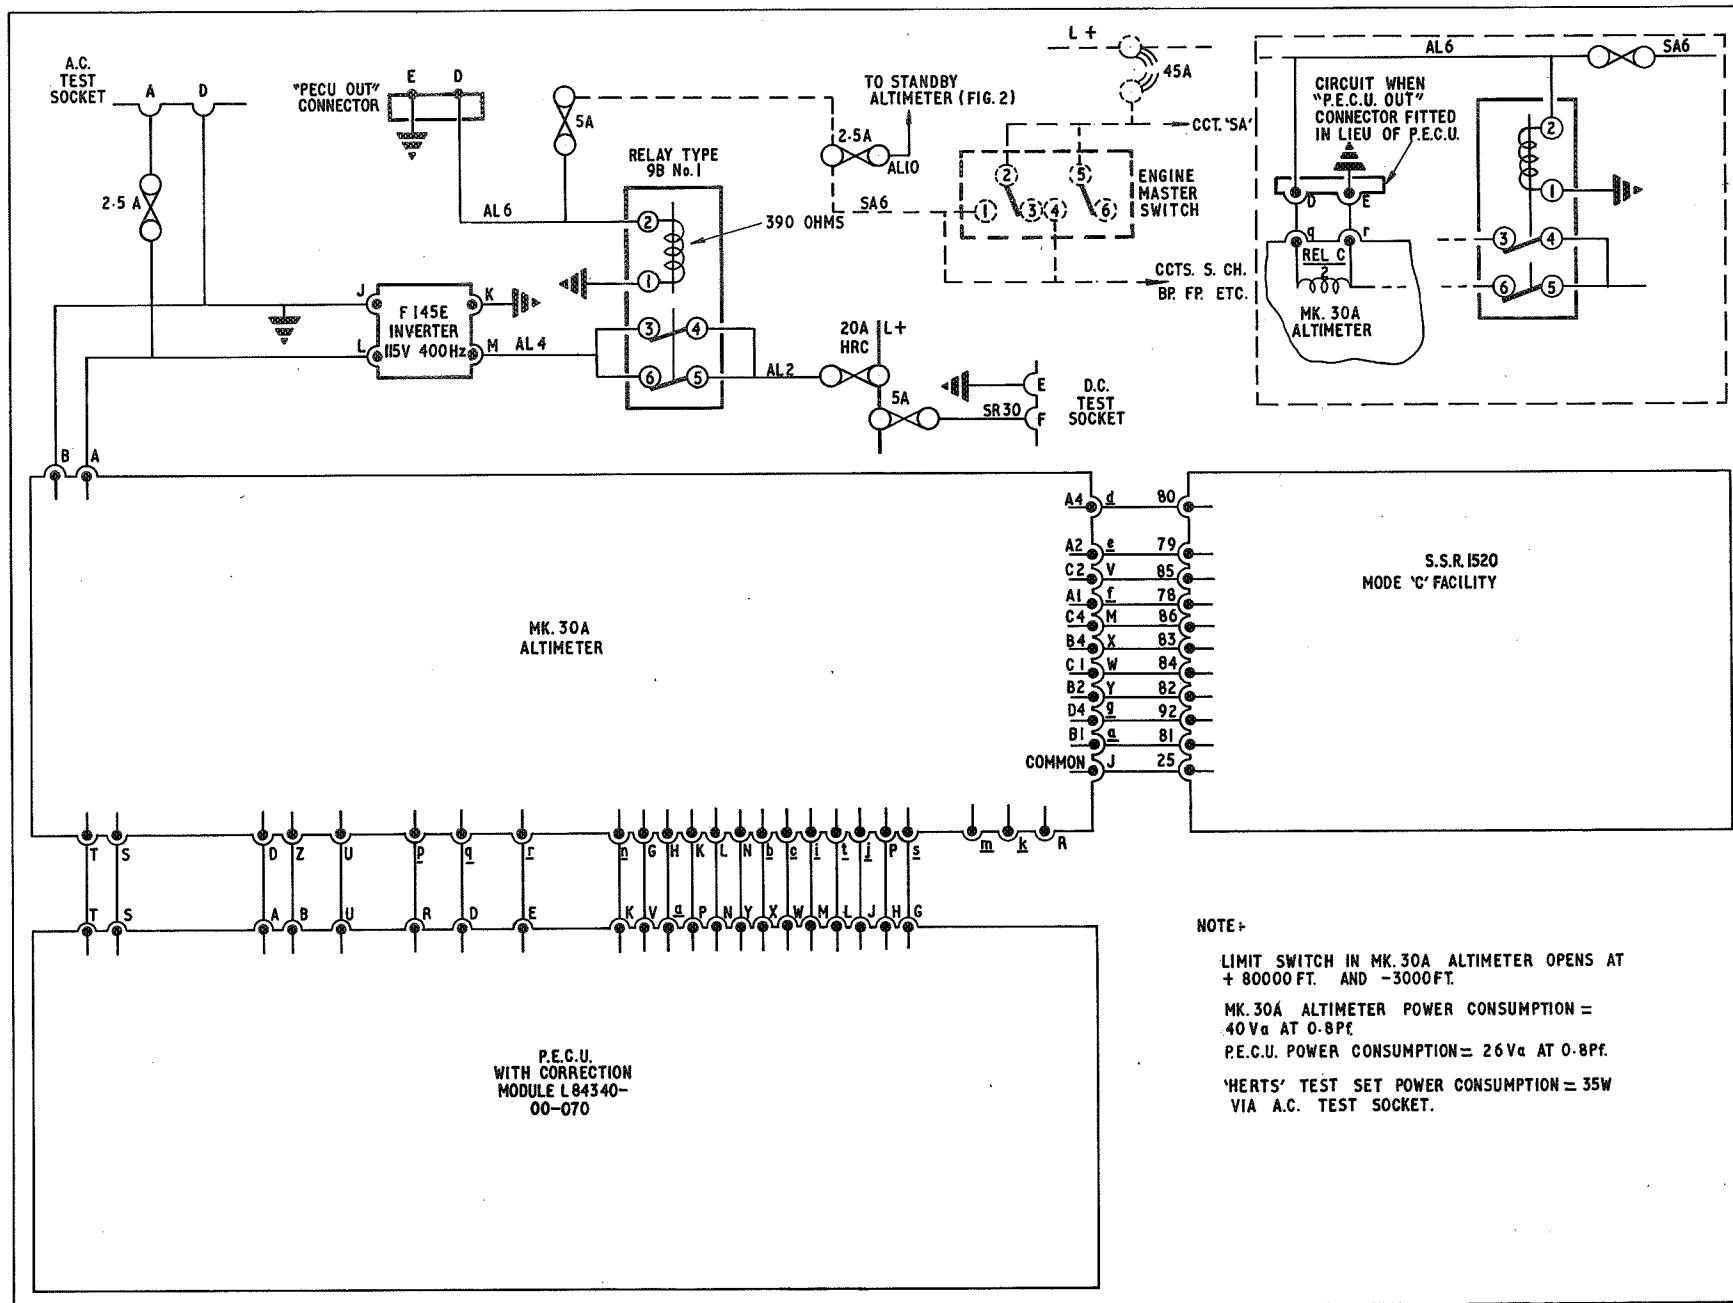 A.C.
TEST
SOCKET
A
D
2·5 A
"PECU OUT"
CONNECTOR
E
D
5A
AL6
RELAY TYPE
9B No.1
2
1
3
4
6
5
390 OHMS
TO STANDBY
ALTIMETER (FIG. 2)
2·5A
AL10
SA6
L +
45A
CCT. 'SA'
2
5
1
3
4
6
ENGINE
MASTER
SWITCH
CCTS. S. CH.
BP. FP. ETC.
J
K
L
M
F 145E
INVERTER
115V 400Hz
AL 4
AL2
20A
HRC
L+
5A
SR30
E
F
D.C.
TEST
SOCKET
AL6
SA6
CIRCUIT WHEN
"P.E.C.U. OUT"
CONNECTOR FITTED
IN LIEU OF P.E.C.U.
D
E
q
r
REL C
2
MK. 30A
ALTIMETER
2
1
3
4
6
5
B
A
MK. 30A
ALTIMETER
A4 d 80
A2 e 79
C2 V 85
A1 f 78
C4 M 86
B4 X 83
C1 W 84
B2 Y 82
D4 g 92
B1 a 81
COMMON J 25
S.S.R. 1520
MODE 'C' FACILITY
T S D Z U p q r n G H K L N b c i t j P s m k R
T S A B U R D E K V a P N Y X W M L J H G
P.E.C.U.
WITH CORRECTION
MODULE L84340-
00-070
NOTE:-
LIMIT SWITCH IN MK. 30A ALTIMETER OPENS AT
+ 80000 FT. AND -3000FT.
MK. 30A ALTIMETER POWER CONSUMPTION =
40 Va AT 0·8Pf.
P.E.C.U. POWER CONSUMPTION = 26Va AT 0·8Pf.
'HERTS' TEST SET POWER CONSUMPTION = 35W
VIA A.C. TEST SOCKET.